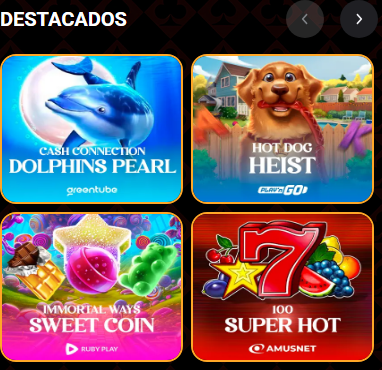 DESTACADOS
CASH CONNECTION
DOLPHINS PEARL
greentube
HOT DOG
HEIST
PLAY'n GO
IMMORTAL WAYS
SWEET COIN
RUBY PLAY
7
100
SUPER HOT
AMUSNET